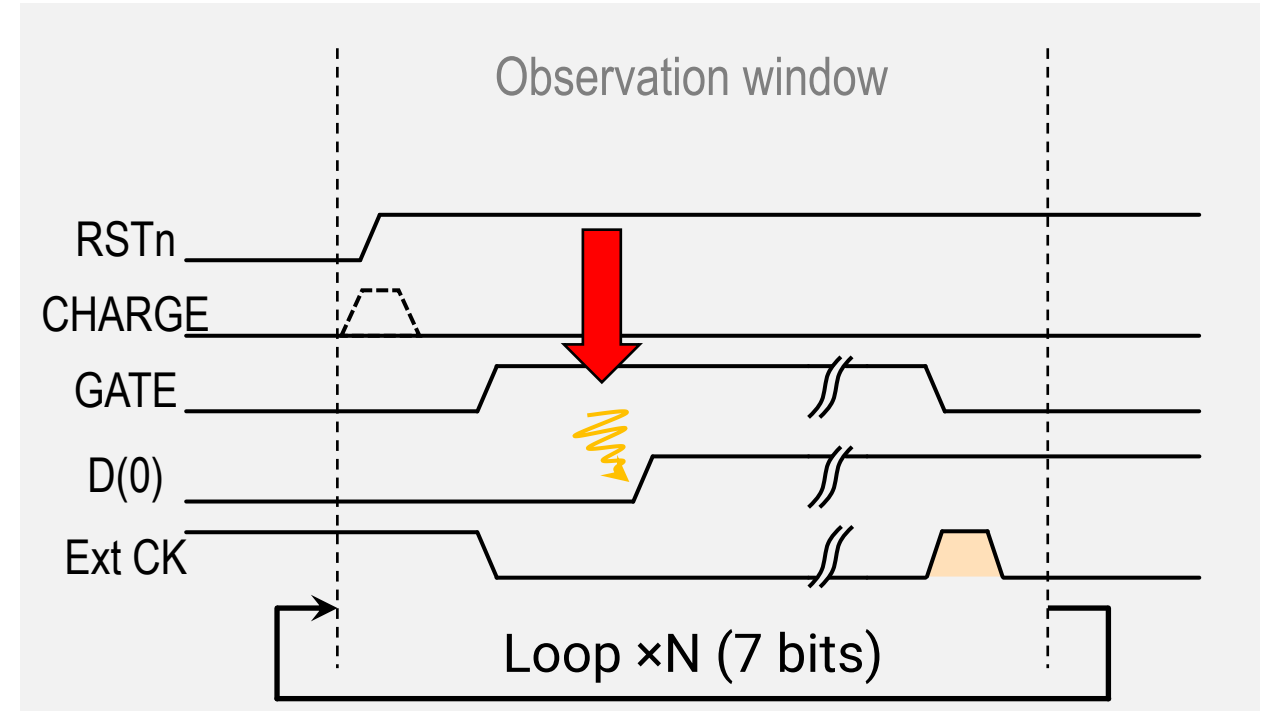 Observation window
RSTn
CHARGE
GATE
D(0)
Ext CK
Loop ×N (7 bits)